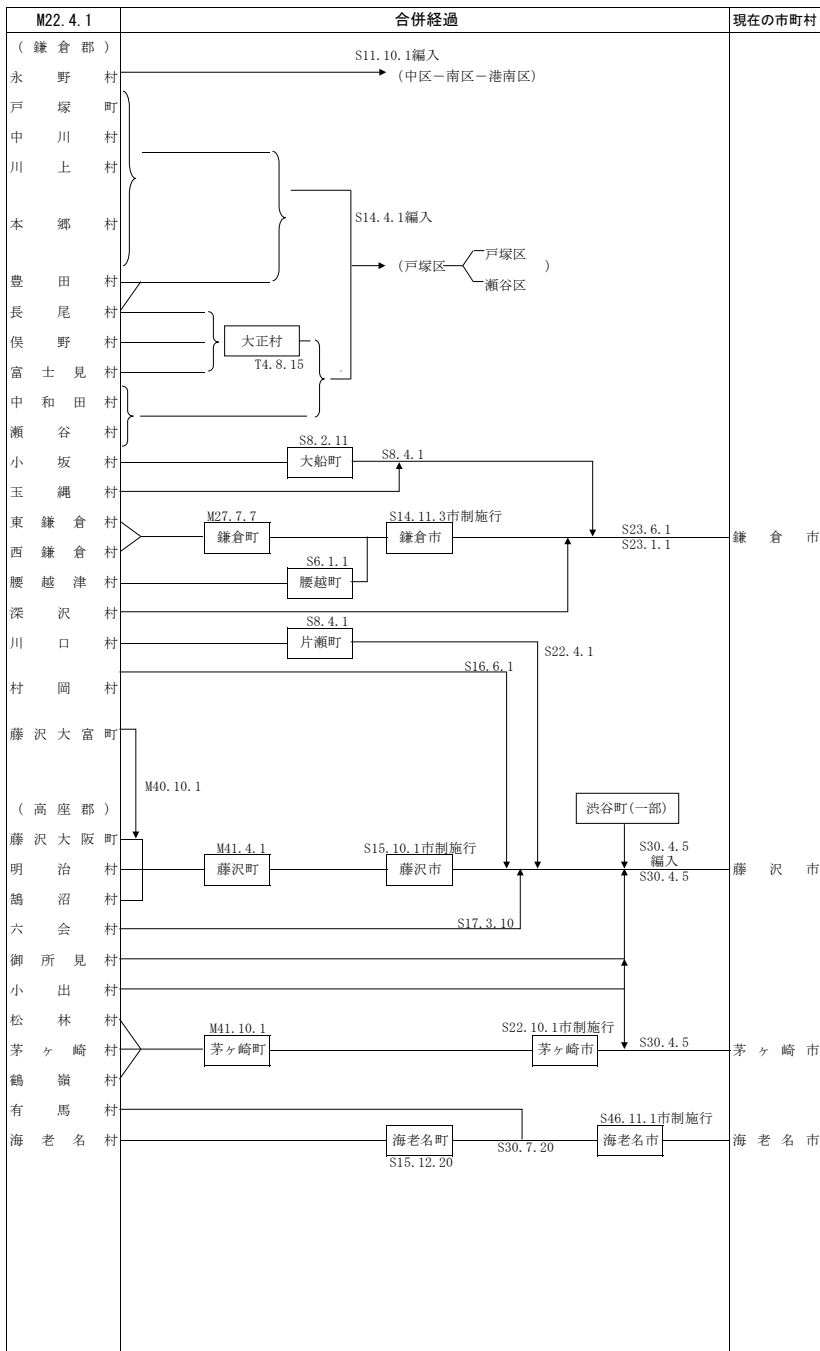 M22.4.1 合併経過 現在の市町村
(鎌倉郡)
S11.10.1編入
永野村 (中区－南区－港南区)
戸塚町
中川村
川上村
S14.4.1編入
本郷村
(戸塚区 戸塚区 )
瀬谷区
豊田村
長尾村
俣野村 大正村
T4.8.15
富士見村
中和田村
瀬谷村
S8.2.11 S8.4.1
小坂村 大船町
玉縄村
M27.7.7 S14.11.3市制施行
東鎌倉村
鎌倉町 鎌倉市 S23.6.1 鎌倉市
S23.1.1
西鎌倉村
S6.1.1
腰越津村 腰越町
深沢村
S8.4.1
川口村 片瀬町 S22.4.1
S16.6.1
村岡村
藤沢大富町
M40.10.1
(高座郡) 渋谷町(一部)
藤沢大阪町
M41.4.1 S15.10.1市制施行 S30.4.5
編入
明治村 藤沢町 藤沢市 藤沢市
S30.4.5
鵠沼村
六会村 S17.3.10
御所見村
小出村
松林村
M41.10.1 S22.10.1市制施行
茅ヶ崎村 茅ヶ崎町 茅ヶ崎市 S30.4.5 茅ヶ崎市
鶴嶺村
有馬村
S46.11.1市制施行
海老名村 海老名町 S30.7.20 海老名市 海老名市
S15.12.20